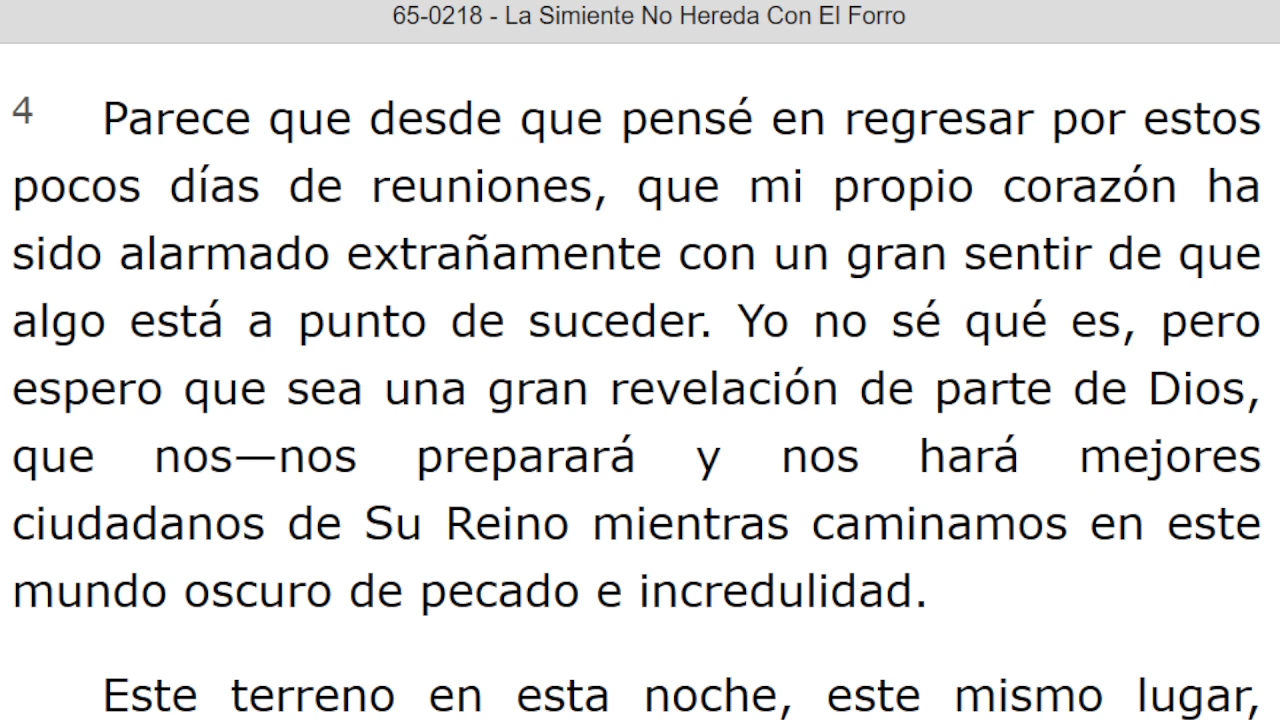 65-0218 - La Simiente No Hereda Con El Forro
4 Parece que desde que pensé en regresar por estos
pocos días de reuniones, que mi propio corazón ha
sido alarmado extrañamente con un gran sentir de que
algo está a punto de suceder. Yo no sé qué es, pero
espero que sea una gran revelación de parte de Dios,
que nos—nos preparará y nos hará mejores
ciudadanos de Su Reino mientras caminamos en este
mundo oscuro de pecado e incredulidad.
Este terreno en esta noche, este mismo lugar,